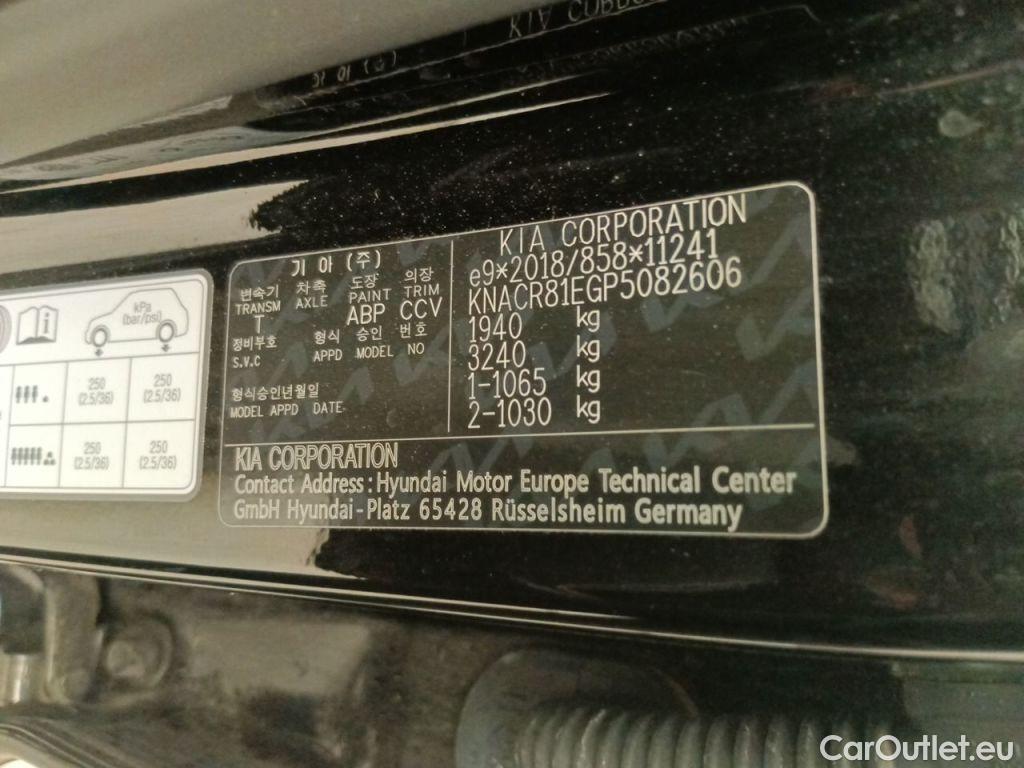 kPa
(bar/psi)
250
(2.5/36)
250
(2.5/36)
250
(2.5/36)
250
(2.5/36)
기 아 (주)
변속기 차축 도장 의장
TRANSM AXLE PAINT TRIM
T ABP CCV
정비부호 형식 승인 번호
S.V.C APPD MODEL NO
형식승인년월일
MODEL APPD DATE
KIA CORPORATION
e9*2018/858*11241
KNACR81EGP5082606
1940 kg
3240 kg
1-1065 kg
2-1030 kg
KIA CORPORATION
Contact Address : Hyundai Motor Europe Technical Center
GmbH Hyundai-Platz 65428 Rüsselsheim Germany
CarOutlet.eu